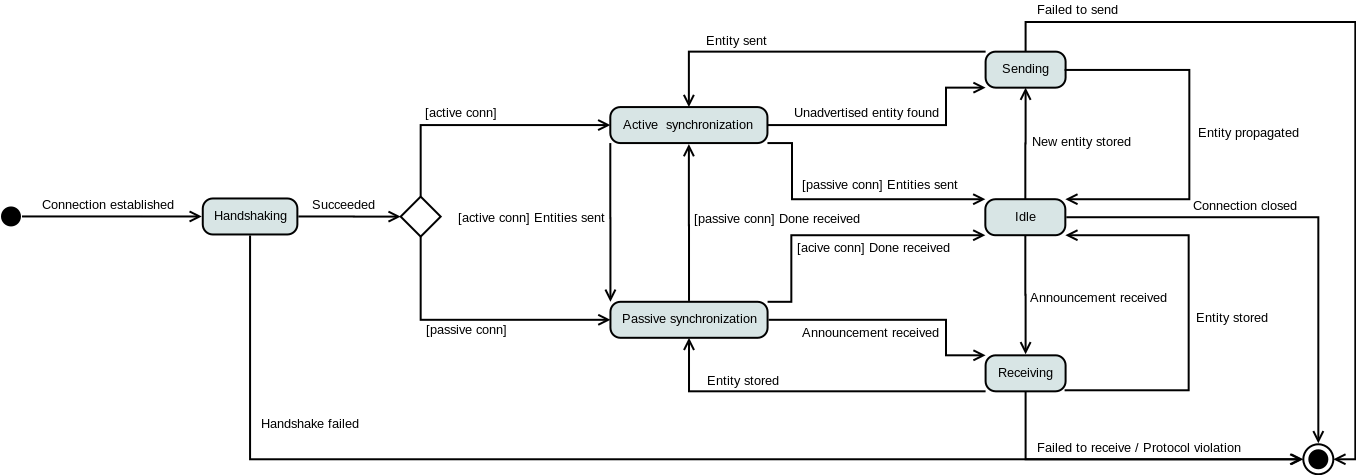 Failed to send
Entity sent
Sending
[active conn]
Unadvertised entity found
Active synchronization
Entity propagated
New entity stored
[passive conn] Entities sent
Connection established
Succeeded
Connection closed
Handshaking
[active conn] Entities sent
[passive conn] Done received
Idle
[acive conn] Done received
Announcement received
Passive synchronization
Entity stored
[passive conn]
Announcement received
Receiving
Entity stored
Handshake failed
Failed to receive / Protocol violation